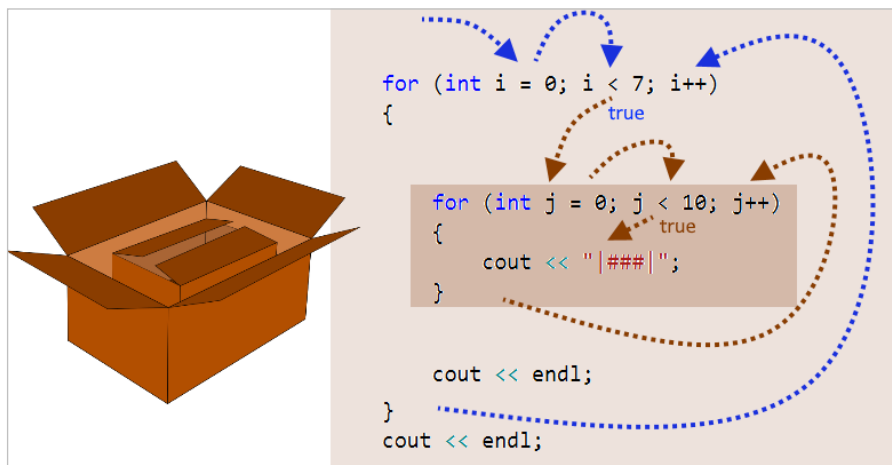 for (int i = 0; i < 7; i++)
{
true
for (int j = 0; j < 10; j++)
{
true
cout << "|###|";
}
cout << endl;
}
cout << endl;